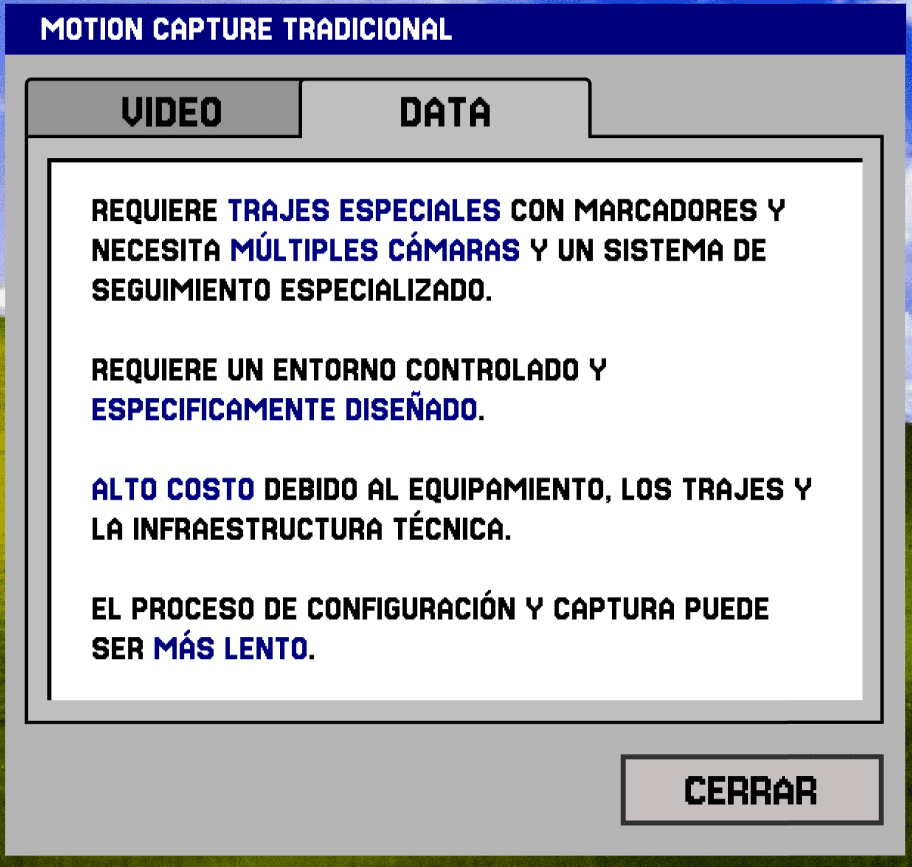 MOTION CAPTURE TRADICIONAL
VIDEO
DATA
REQUIERE TRAJES ESPECIALES CON MARCADORES Y
NECESITA MÚLTIPLES CÁMARAS Y UN SISTEMA DE
SEGUIMIENTO ESPECIALIZADO.
REQUIERE UN ENTORNO CONTROLADO Y
ESPECIFICAMENTE DISEÑADO.
ALTO COSTO DEBIDO AL EQUIPAMIENTO, LOS TRAJES Y
LA INFRAESTRUCTURA TÉCNICA.
EL PROCESO DE CONFIGURACIÓN Y CAPTURA PUEDE
SER MÁS LENTO.
CERRAR